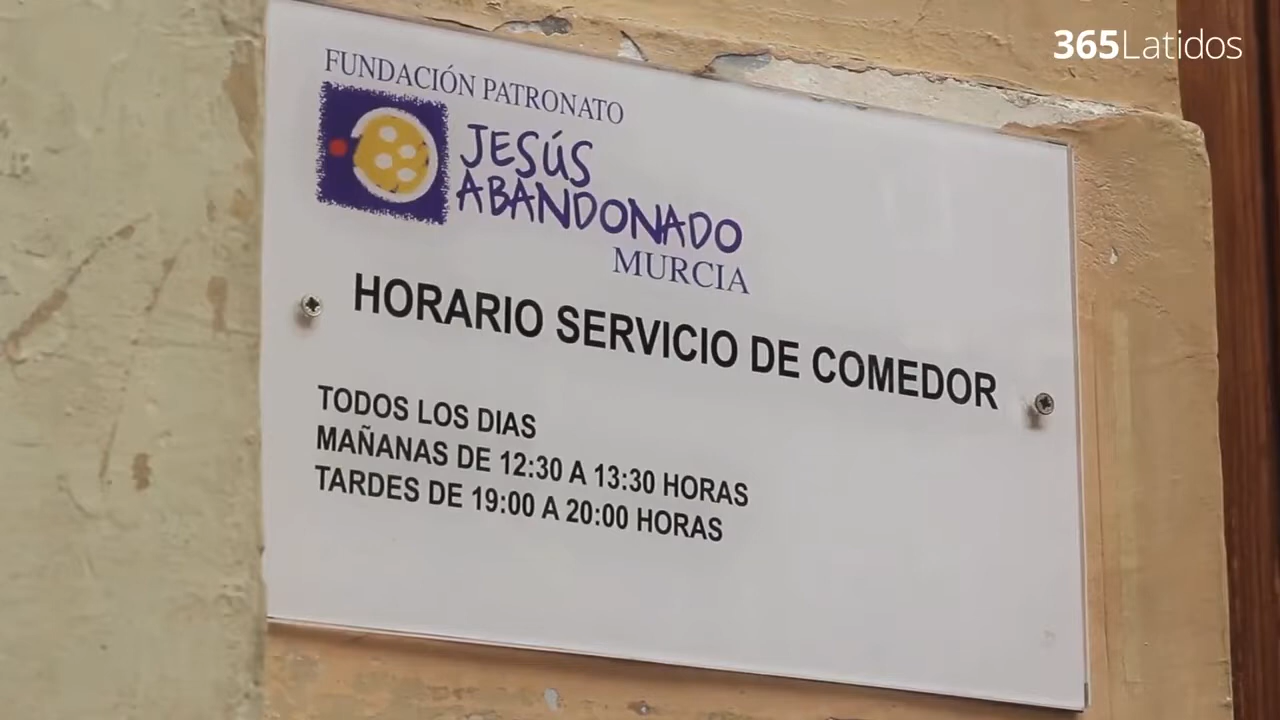 365Latidos
FUNDACIÓN PATRONATO
JESÚS
ABANDONADO
MURCIA
HORARIO SERVICIO DE COMEDOR
TODOS LOS DIAS
MAÑANAS DE 12:30 A 13:30 HORAS
TARDES DE 19:00 A 20:00 HORAS